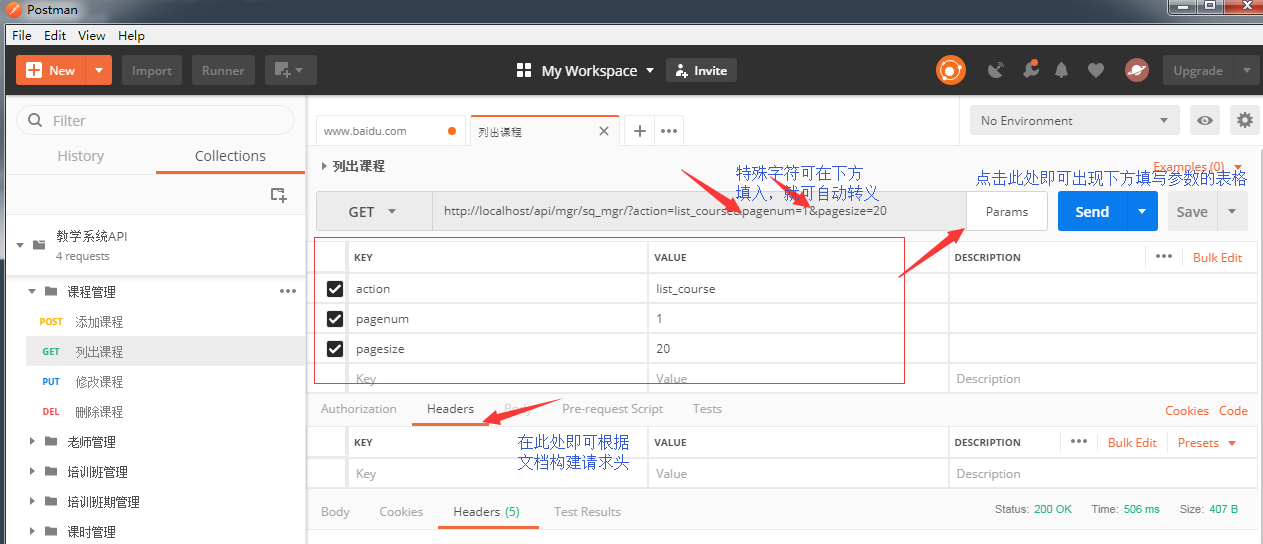 Postman
File Edit View Help
New Import Runner My Workspace Invite Upgrade
Filter
History Collections
教学系统API
4 requests
课程管理
POST 添加课程
GET 列出课程
PUT 修改课程
DEL 删除课程
老师管理
培训班管理
培训班期管理
课时管理
www.baidu.com 列出课程 No Environment
列出课程 Examples (0)
特殊字符可在下方
填入，就可自动转义
点击此处即可出现下方填写参数的表格
GET http://localhost/api/mgr/sq_mgr/?action=list_course&pagenum=1&pagesize=20 Params Send Save
KEY VALUE DESCRIPTION Bulk Edit
action list_course
pagenum 1
pagesize 20
Key Value Description
Authorization Headers Body Pre-request Script Tests Cookies Code
在此处即可根据
文档构建请求头
KEY VALUE DESCRIPTION Bulk Edit Presets
Key Value Description
Body Cookies Headers (5) Test Results Status: 200 OK Time: 506 ms Size: 407 B